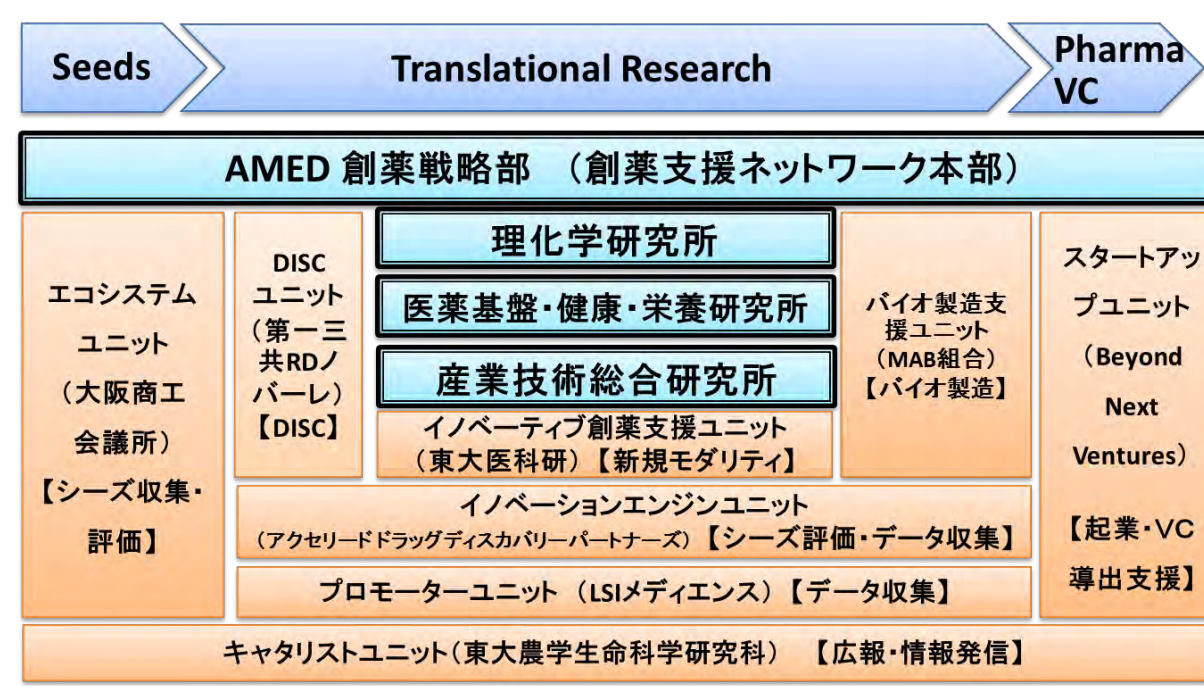 Seeds
Translational Research
Pharma
VC
AMED 創薬戦略部 (創薬支援ネットワーク本部)
エコシステム
ユニット
(大阪商工
会議所)
【シーズ収集・
評価】
DISC
ユニット
(第一三
共RDノ
バーレ)
【DISC】
理化学研究所
医薬基盤・健康・栄養研究所
産業技術総合研究所
イノベーティブ創薬支援ユニット
(東大医科研)【新規モダリティ】
バイオ製造支
援ユニット
(MAB組合)
【バイオ製造】
スタートアッ
プユニット
(Beyond
Next
Ventures)
【起業・VC
導出支援】
イノベーションエンジンユニット
(アクセリードドラッグディスカバリーパートナーズ)【シーズ評価・データ収集】
プロモーターユニット (LSIメディエンス)【データ収集】
キャタリストユニット(東大農学生命科学研究科) 【広報・情報発信】